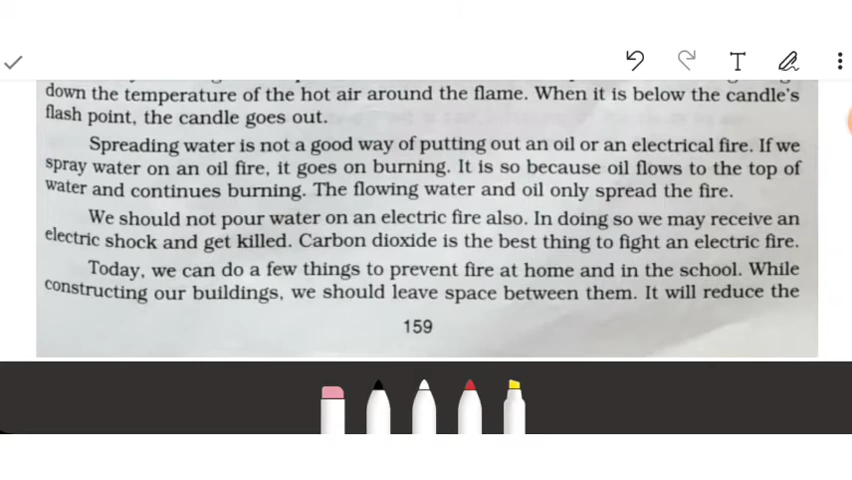 down the temperature of the hot air around the flame. When it is below the candle's
flash point, the candle goes out.
Spreading water is not a good way of putting out an oil or an electrical fire. If we
spray water on an oil fire, it goes on burning. It is so because oil flows to the top of
water and continues burning. The flowing water and oil only spread the fire.
We should not pour water on an electric fire also. In doing so we may receive an
electric shock and get killed. Carbon dioxide is the best thing to fight an electric fire.
Today, we can do a few things to prevent fire at home and in the school. While
constructing our buildings, we should leave space between them. It will reduce the
159